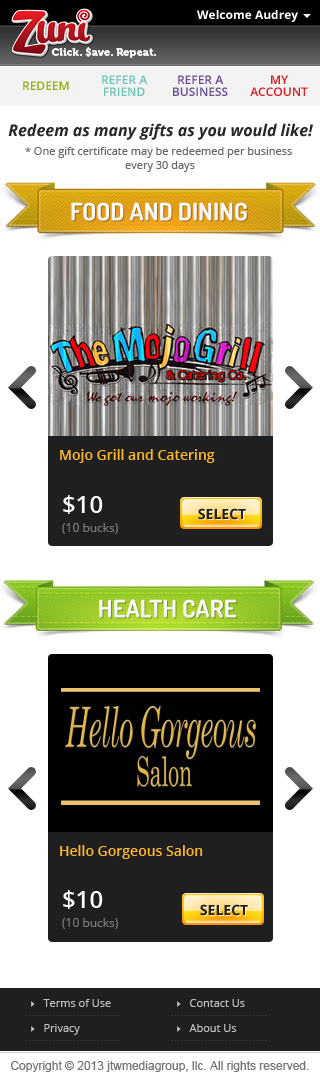 Zuni
Click. $ave. Repeat.
Welcome Audrey
REDEEM
REFER A
FRIEND
REFER A
BUSINESS
MY
ACCOUNT
Redeem as many gifts as you would like!
* One gift certificate may be redeemed per business
every 30 days
FOOD AND DINING
The Mojo Grill
& Catering Co.
We got our mojo working!
Mojo Grill and Catering
$10
(10 bucks)
SELECT
HEALTH CARE
Hello Gorgeous
Salon
Hello Gorgeous Salon
$10
(10 bucks)
SELECT
Terms of Use
Contact Us
Privacy
About Us
Copyright © 2013 jtwmediagroup, llc. All rights reserved.